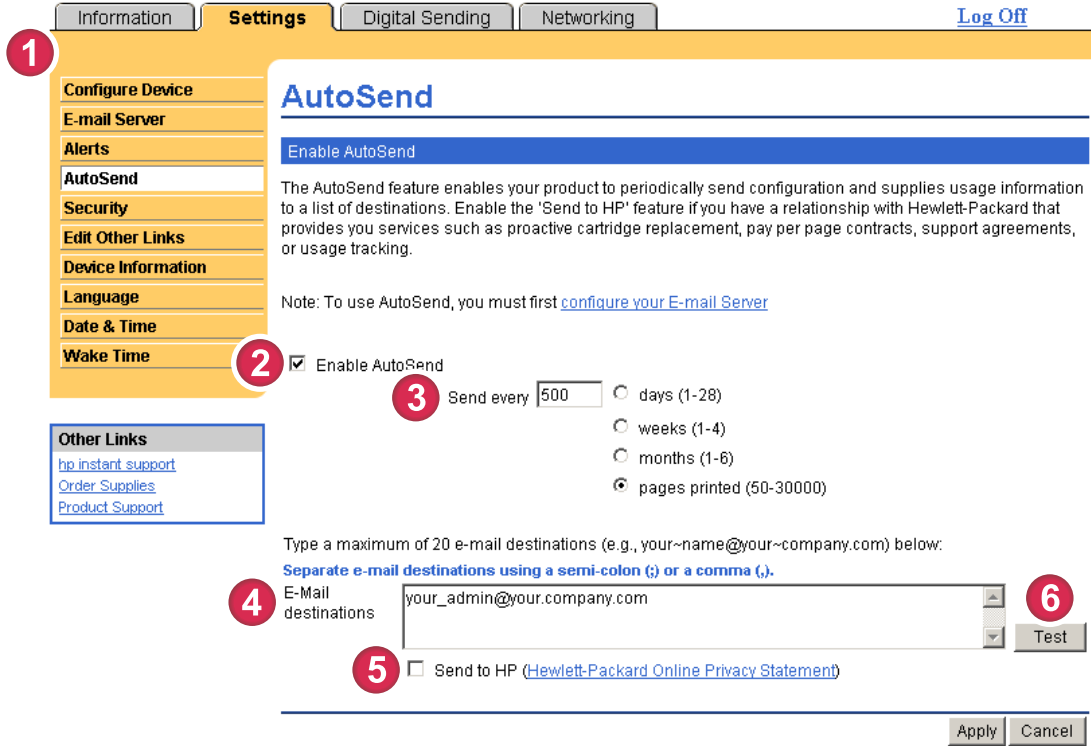 Information
Settings
Digital Sending
Networking
Log Off
1
Configure Device
E-mail Server
Alerts
AutoSend
Security
Edit Other Links
Device Information
Language
Date & Time
Wake Time
Other Links
hp instant support
Order Supplies
Product Support
AutoSend
Enable AutoSend
The AutoSend feature enables your product to periodically send configuration and supplies usage information
to a list of destinations. Enable the 'Send to HP' feature if you have a relationship with Hewlett-Packard that
provides you services such as proactive cartridge replacement, pay per page contracts, support agreements,
or usage tracking.
Note: To use AutoSend, you must first configure your E-mail Server
2 Enable AutoSend
3 Send every 500 days (1-28)
weeks (1-4)
months (1-6)
pages printed (50-30000)
Type a maximum of 20 e-mail destinations (e.g., your~name@your~company.com) below:
Separate e-mail destinations using a semi-colon (;) or a comma (,).
4 E-Mail
destinations
your_admin@your.company.com
6
Test
5 Send to HP (Hewlett-Packard Online Privacy Statement)
Apply
Cancel